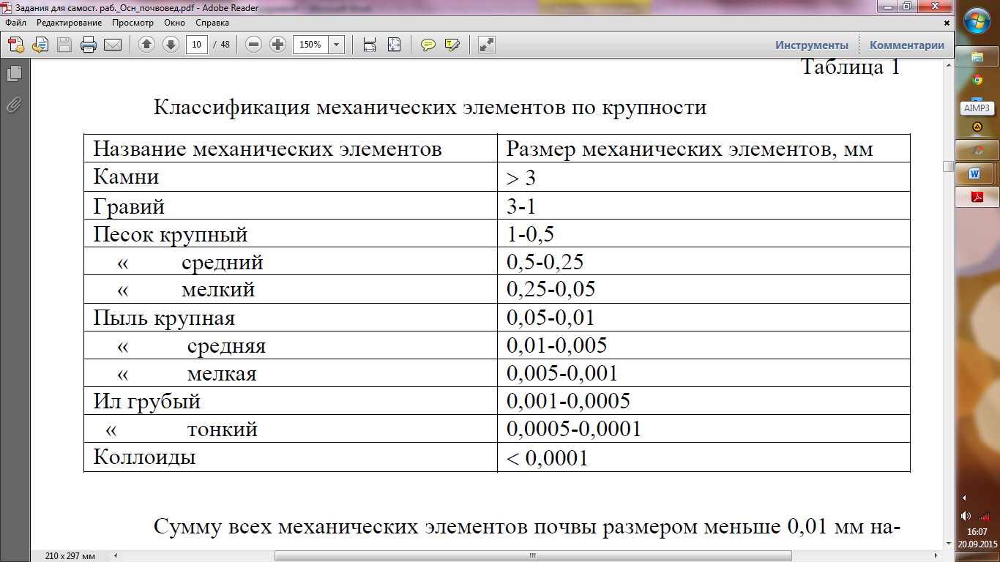 Задания для самост. раб._Осн_почвовед.pdf - Adobe Reader
Файл Редактирование Просмотр Окно Справка
10 / 48 150% Инструменты Комментарии
Таблица 1
Классификация механических элементов по крупности
Название механических элементов Размер механических элементов, мм
Камни > 3
Гравий 3-1
Песок крупный 1-0,5
« средний 0,5-0,25
« мелкий 0,25-0,05
Пыль крупная 0,05-0,01
« средняя 0,01-0,005
« мелкая 0,005-0,001
Ил грубый 0,001-0,0005
« тонкий 0,0005-0,0001
Коллоиды < 0,0001
Сумму всех механических элементов почвы размером меньше 0,01 мм на-
210 x 297 мм
AIMP3
16:07
20.09.2015